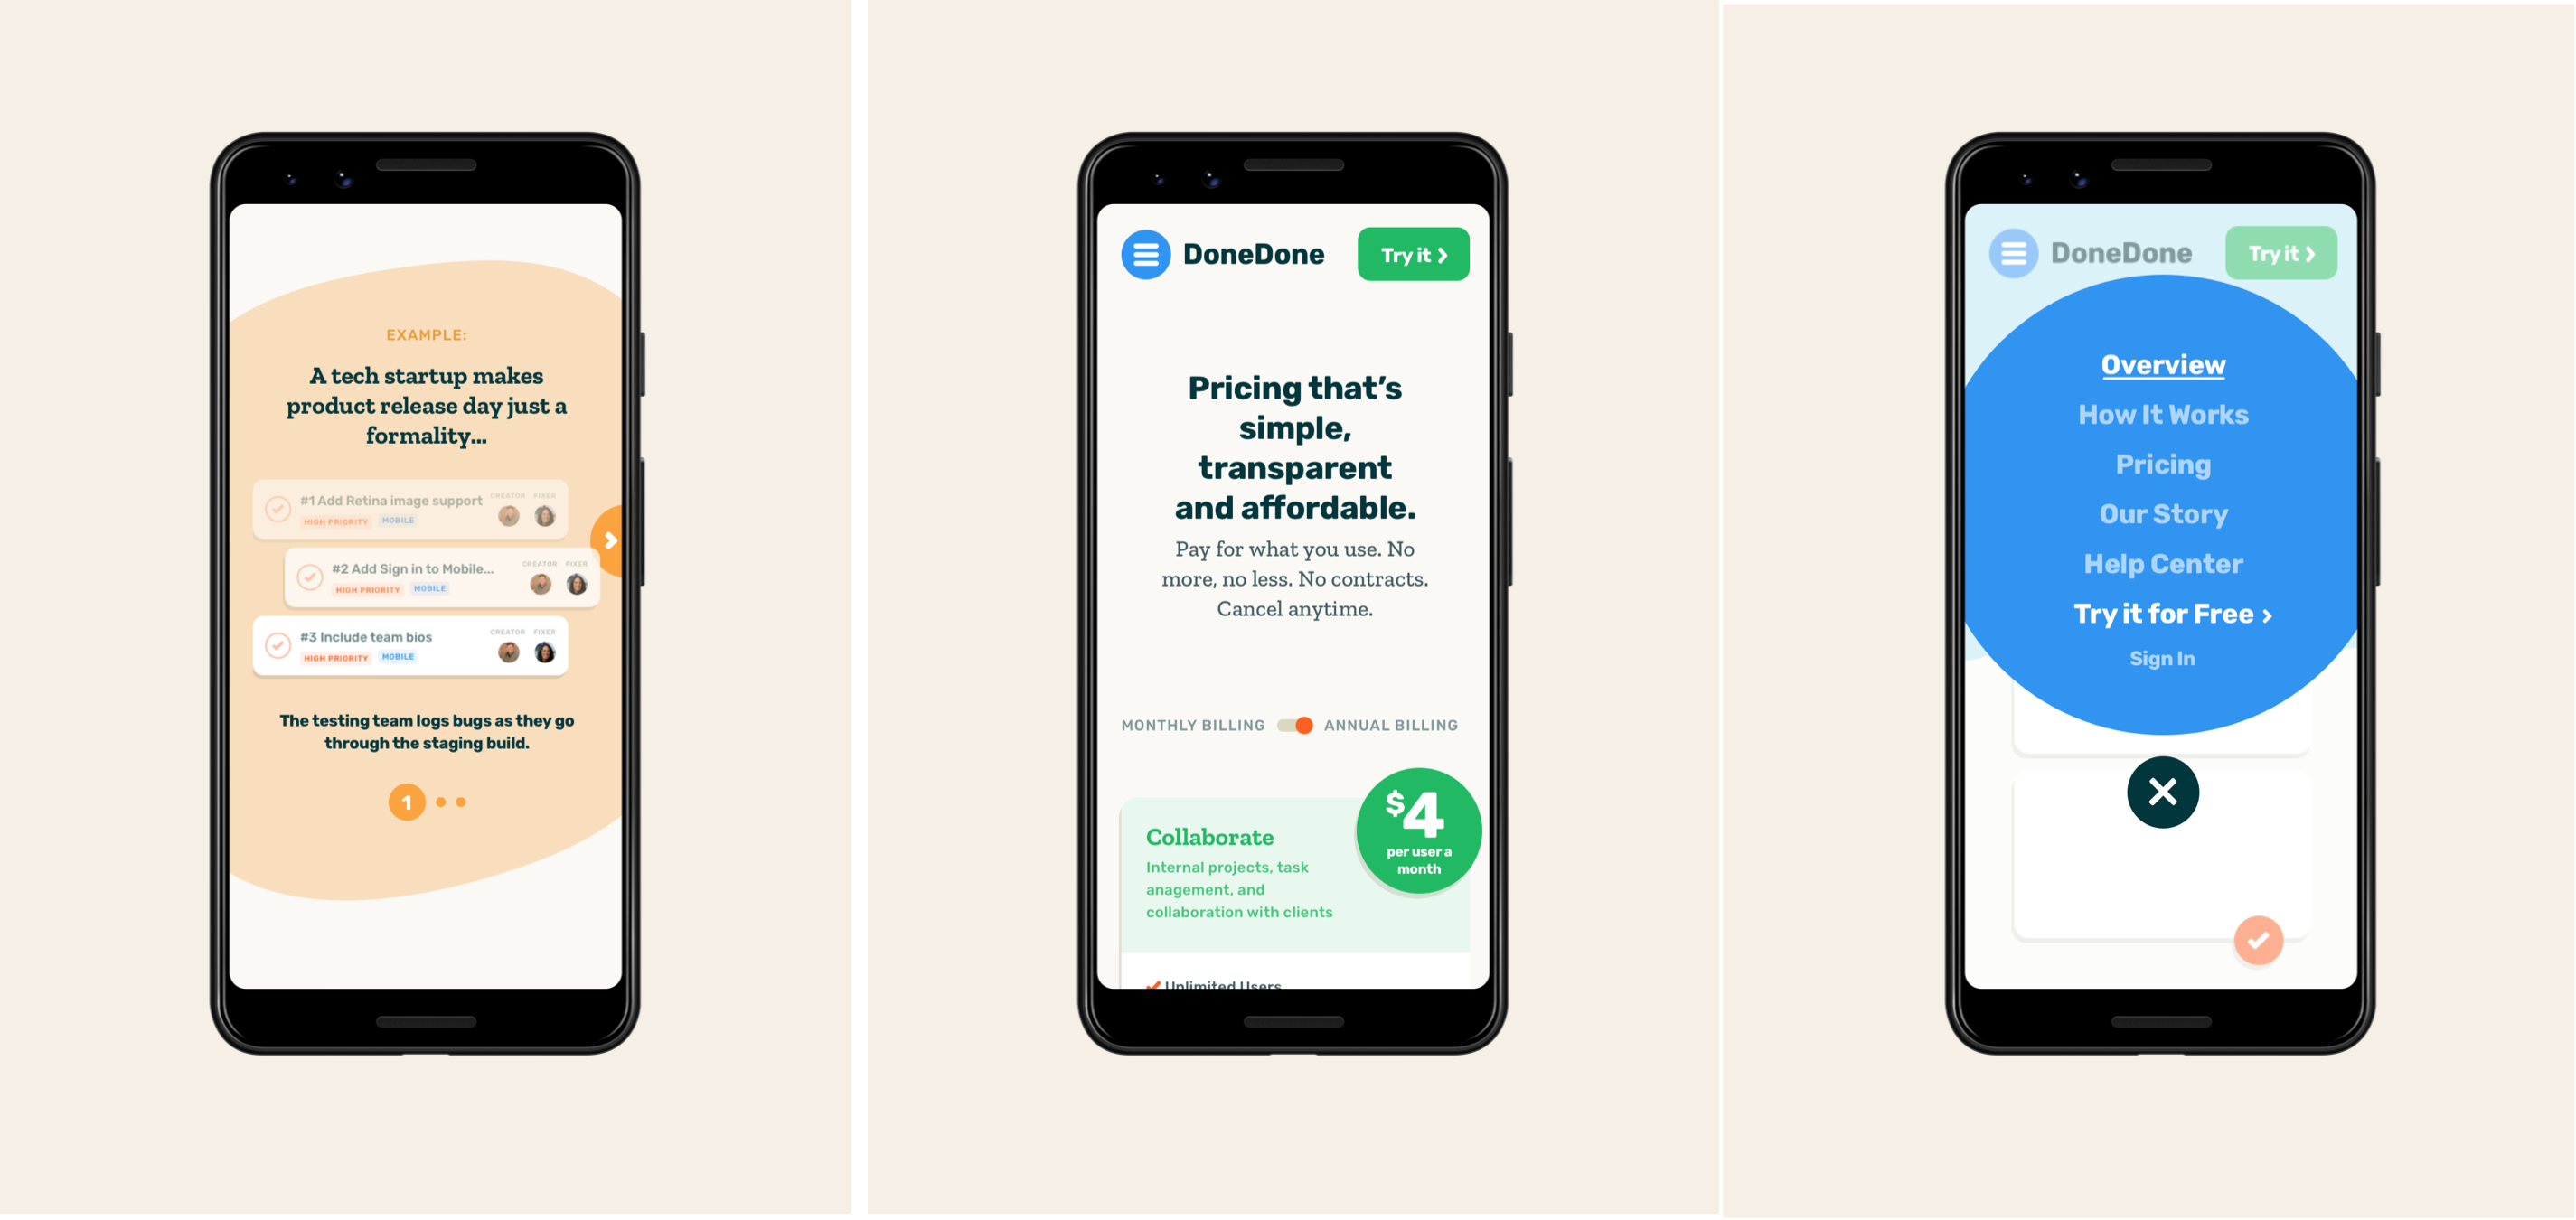 EXAMPLE:
A tech startup makes
product release day just a
formality...
#1 Add Retina image support
CREATOR FIXER
HIGH PRIORITY MOBILE
#2 Add Sign in to Mobile...
CREATOR FIXER
HIGH PRIORITY MOBILE
#3 Include team bios
CREATOR FIXER
HIGH PRIORITY MOBILE
The testing team logs bugs as they go
through the staging build.
1
DoneDone
Try it
Pricing that's
simple,
transparent
and affordable.
Pay for what you use. No
more, no less. No contracts.
Cancel anytime.
MONTHLY BILLING ANNUAL BILLING
$4
per user a
month
Collaborate
Internal projects, task
anagement, and
collaboration with clients
Unlimited Users
DoneDone
Try it
Overview
How It Works
Pricing
Our Story
Help Center
Try it for Free
Sign In